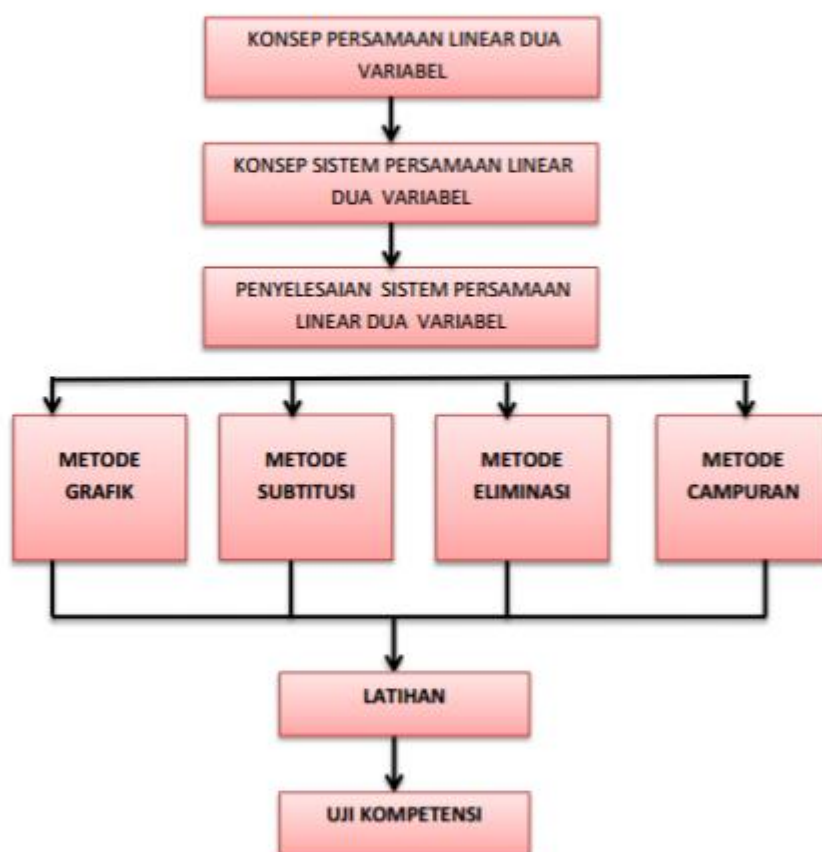 KONSEP PERSAMAAN LINEAR DUA
VARIABEL
KONSEP SISTEM PERSAMAAN LINEAR
DUA VARIABEL
PENYELESAIAN SISTEM PERSAMAAN
LINEAR DUA VARIABEL
METODE
GRAFIK
METODE
SUBTITUSI
METODE
ELIMINASI
METODE
CAMPURAN
LATIHAN
UJI KOMPETENSI